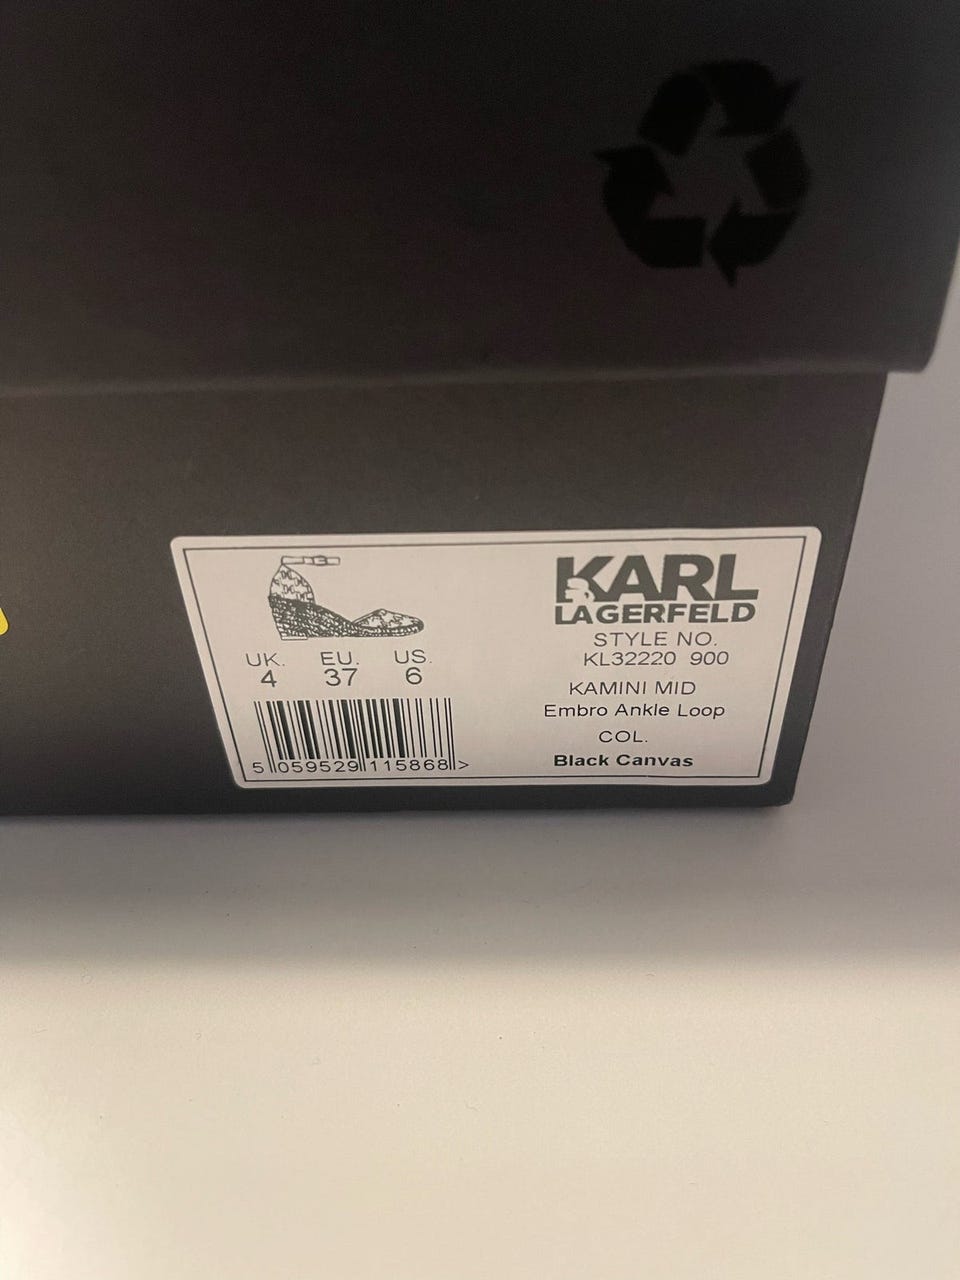 KARL
LAGERFELD
STYLE NO.
KL32220 900
KAMINI MID
Embro Ankle Loop
COL.
Black Canvas
UK. EU. US.
4 37 6
5 059529 115868 >